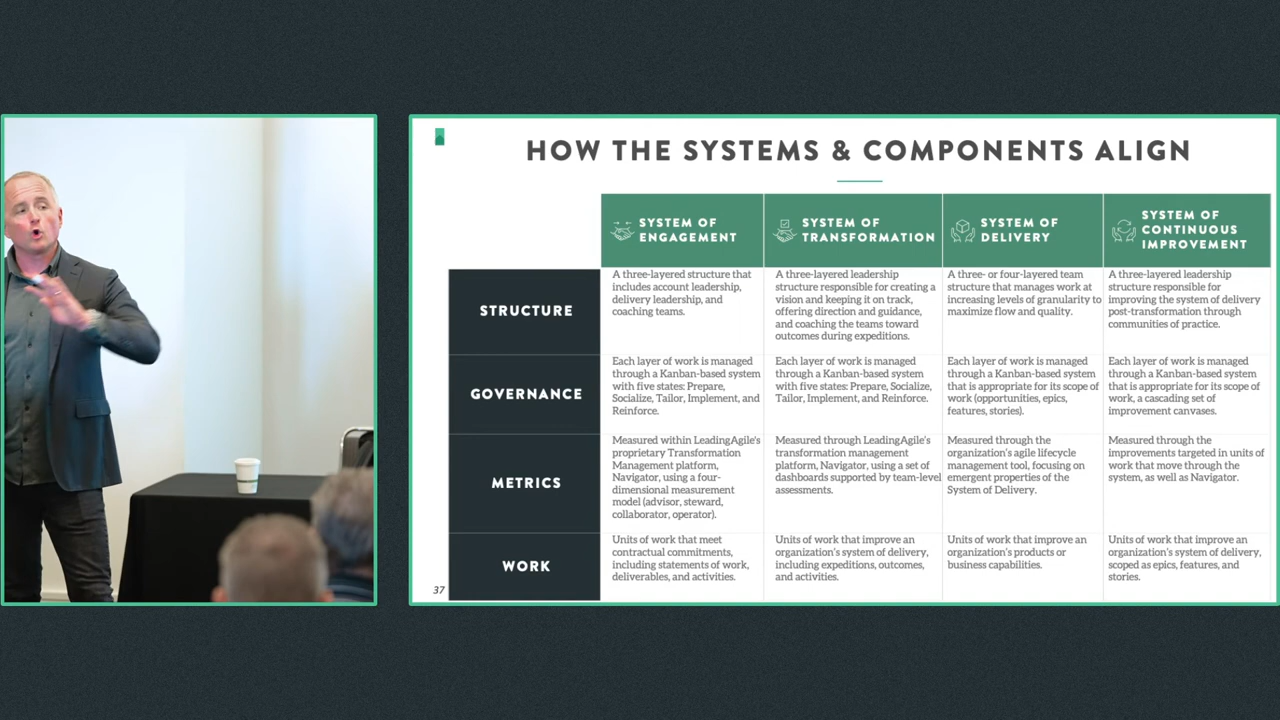 HOW THE SYSTEMS & COMPONENTS ALIGN
SYSTEM OF
ENGAGEMENT
SYSTEM OF
TRANSFORMATION
SYSTEM OF
DELIVERY
SYSTEM OF
CONTINUOUS
IMPROVEMENT
STRUCTURE
A three-layered structure that
includes account leadership,
delivery leadership, and
coaching teams.
A three-layered leadership
structure responsible for creating a
vision and keeping it on track,
offering direction and guidance,
and coaching the teams toward
outcomes during expeditions.
A three- or four-layered team
structure that manages work at
increasing levels of granularity to
maximize flow and quality.
A three-layered leadership
structure responsible for
improving the system of delivery
post-transformation through
communities of practice.
GOVERNANCE
Each layer of work is managed
through a Kanban-based system
with five states: Prepare,
Socialize, Tailor, Implement, and
Reinforce.
Each layer of work is managed
through a Kanban-based system
with five states: Prepare, Socialize,
Tailor, Implement, and Reinforce.
Each layer of work is managed
through a Kanban-based system
that is appropriate for its scope of
work (opportunities, epics,
features, stories).
Each layer of work is managed
through a Kanban-based system
that is appropriate for its scope of
work, a cascading set of
improvement canvases.
METRICS
Measured within LeadingAgile's
proprietary Transformation
Management platform,
Navigator, using a four-
dimensional measurement
model (advisor, steward,
collaborator, operator).
Measured through LeadingAgile's
transformation management
platform, Navigator, using a set of
dashboards supported by team-level
assessments.
Measured through the
organization's agile lifecycle
management tool, focusing on
emergent properties of the
System of Delivery.
Measured through the
improvements targeted in units of
work that move through the
system, as well as Navigator.
WORK
Units of work that meet
contractual commitments,
including statements of work,
deliverables, and activities.
Units of work that improve an
organization's system of delivery,
including expeditions, outcomes,
and activities.
Units of work that improve an
organization's products or
business capabilities.
Units of work that improve an
organization's system of delivery,
scoped as epics, features, and
stories.
37